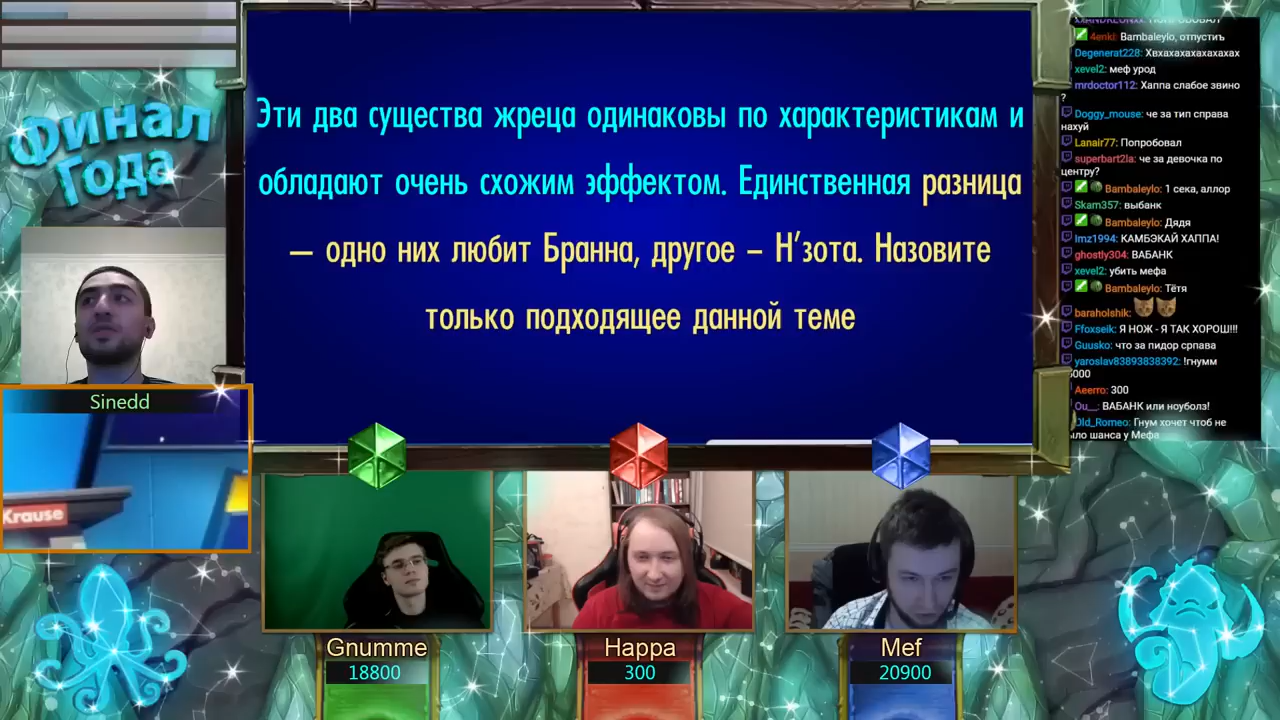 Финал
Года
Эти два существа жреца одинаковы по характеристикам и
обладают очень схожим эффектом. Единственная разница
— одно них любит Бранна, другое – Н’зота. Назовите
только подходящее данной теме
4enki: Bambaleylo, отпустиъ
Degenerat228: Хвхахахахахахахах
xevel2: меф урод
mrdoctor112: Хаппа слабое звино
?
Doggy_mouse: че за тип справа
нахуй
Lanair77: Попробовал
superbart2la: че за девочка по
центру?
Bambaleylo: 1 сека, аллор
Skam357: выбанк
Bambaleylo: Дядя
Imz1994: КАМБЭКАЙ ХАППА!
ghostly304: ВАБАНК
xevel2: убить мефа
Bambaleylo: Тётя
baraholshik:
Ffoxseik: Я НОЖ - Я ТАК ХОРОШ!!!
Guusko: что за пидор српава
yaroslav83893838392: !гнумм
5000
Aeerro: 300
Ou__: ВАБАНК или ноуболз!
Old_Romeo: Гнум хочет чтоб не
было шанса у Мефа
Sinedd
Krause
Gnumme
18800
Happa
300
Mef
20900